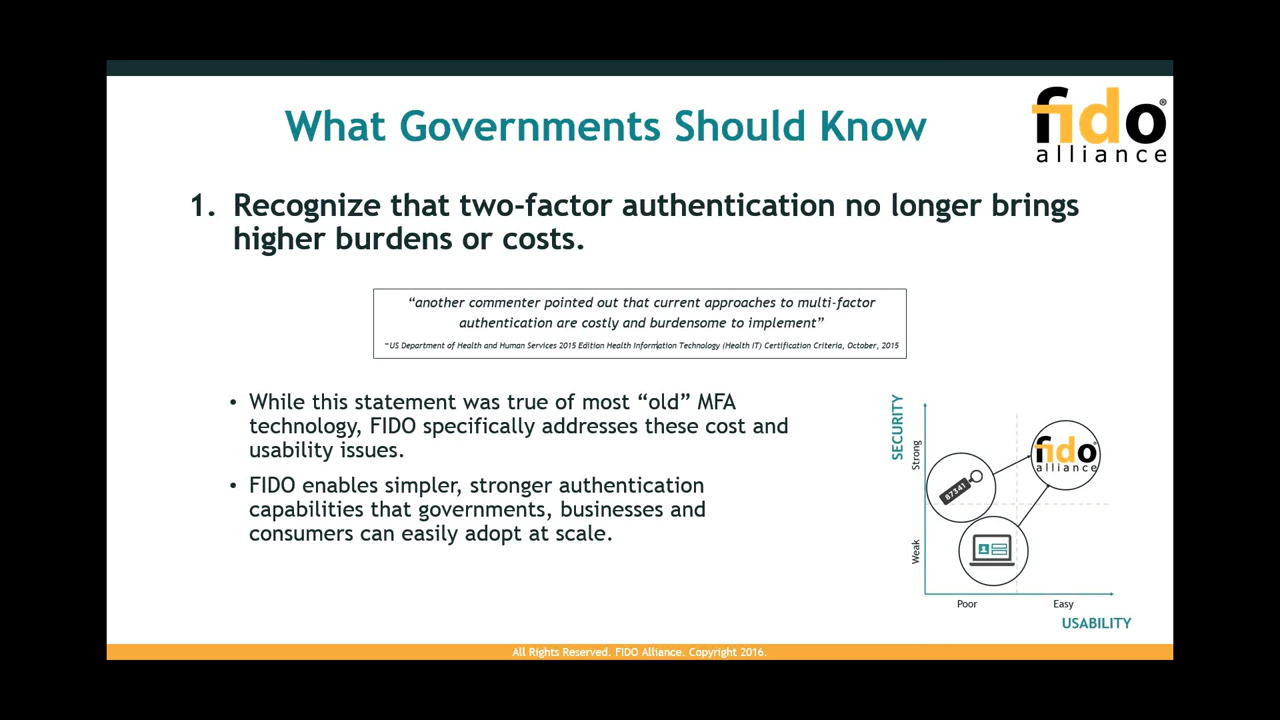 What Governments Should Know
fido®
alliance
1. Recognize that two-factor authentication no longer brings
higher burdens or costs.
“another commenter pointed out that current approaches to multi-factor
authentication are costly and burdensome to implement”
~US Department of Health and Human Services 2015 Edition Health Information Technology (Health IT) Certification Criteria, October, 2015
• While this statement was true of most “old” MFA
technology, FIDO specifically addresses these cost and
usability issues.
• FIDO enables simpler, stronger authentication
capabilities that governments, businesses and
consumers can easily adopt at scale.
SECURITY
Strong
Weak
fido
alliance
87341
1
Poor
Easy
USABILITY
All Rights Reserved. FIDO Alliance. Copyright 2016.